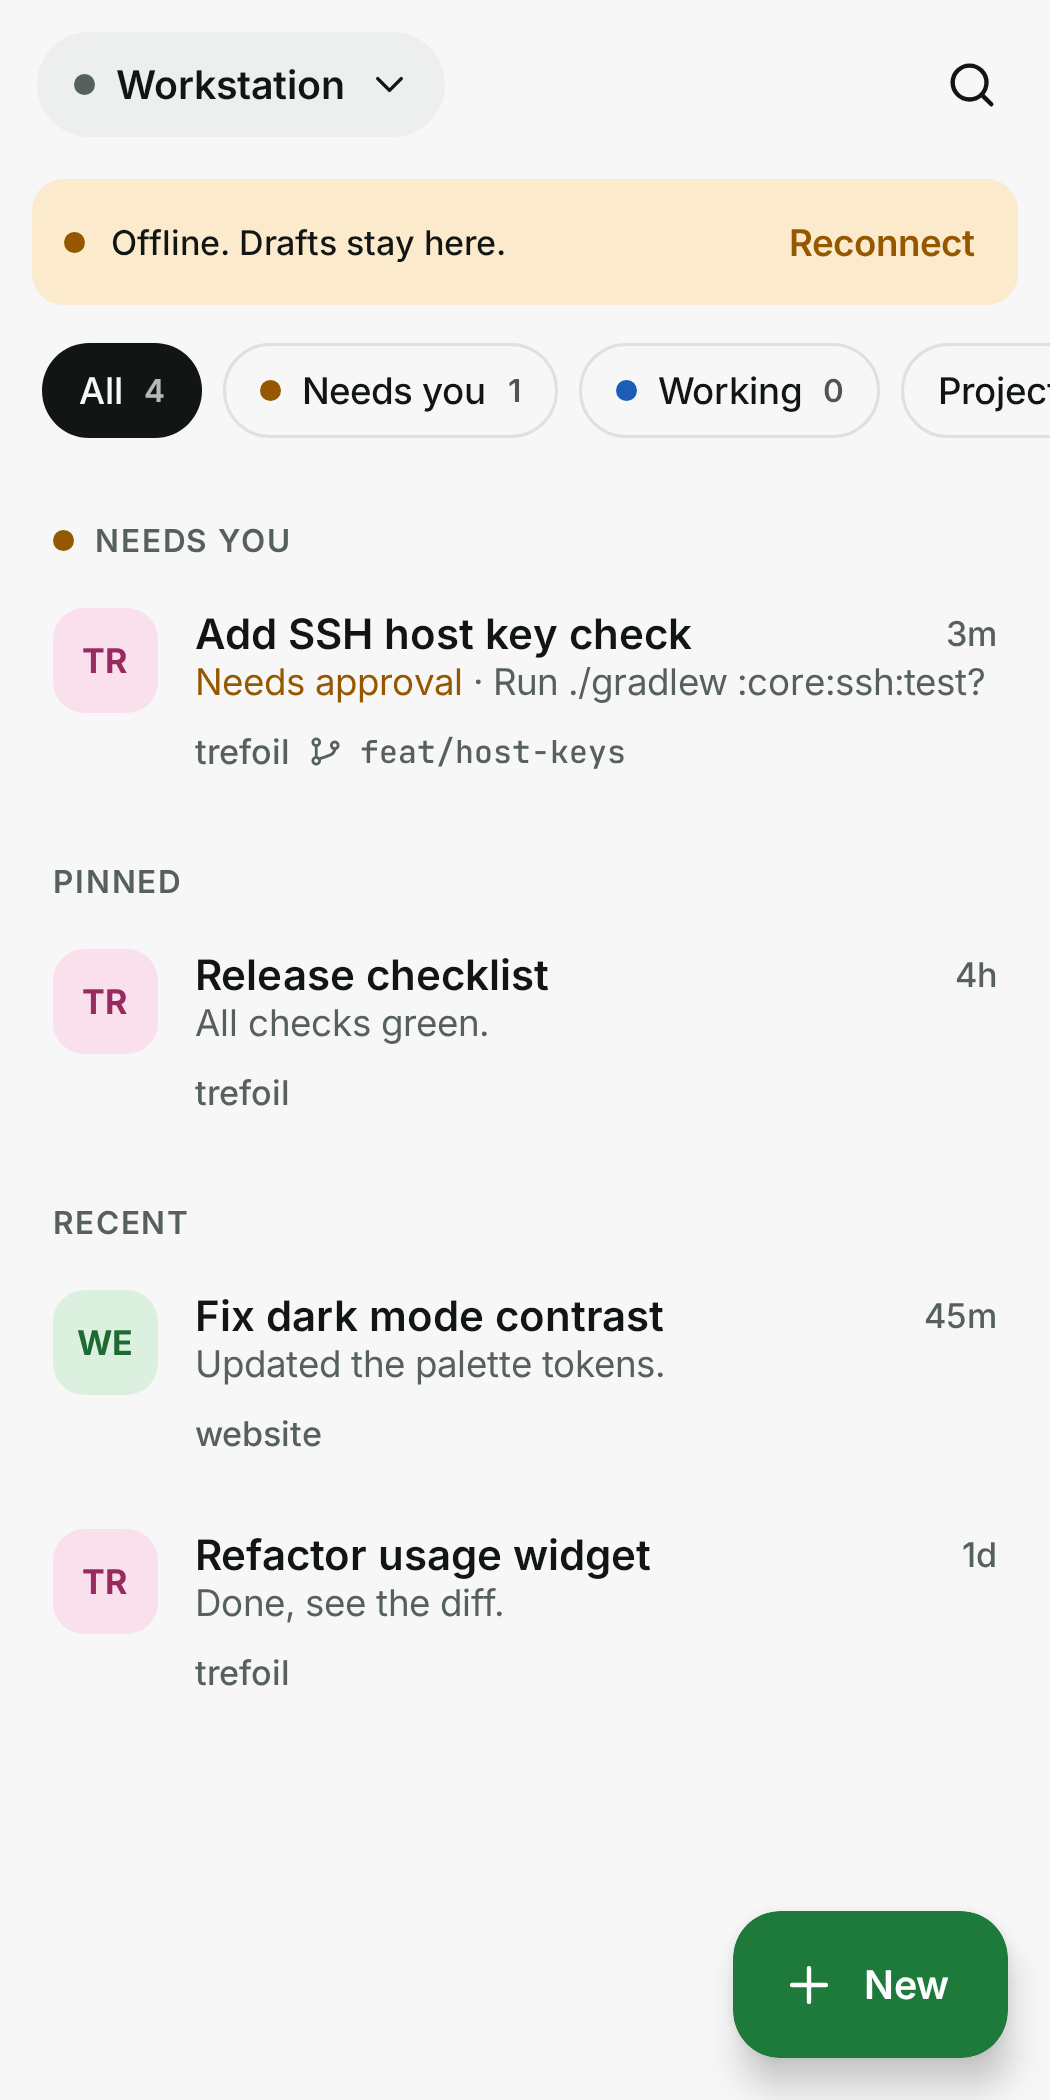 Workstation
Offline. Drafts stay here. Reconnect
All 4 Needs you 1 Working 0 Project
NEEDS YOU
TR Add SSH host key check 3m
Needs approval · Run ./gradlew :core:ssh:test?
trefoil feat/host-keys
PINNED
TR Release checklist 4h
All checks green.
trefoil
RECENT
WE Fix dark mode contrast 45m
Updated the palette tokens.
website
TR Refactor usage widget 1d
Done, see the diff.
trefoil
New